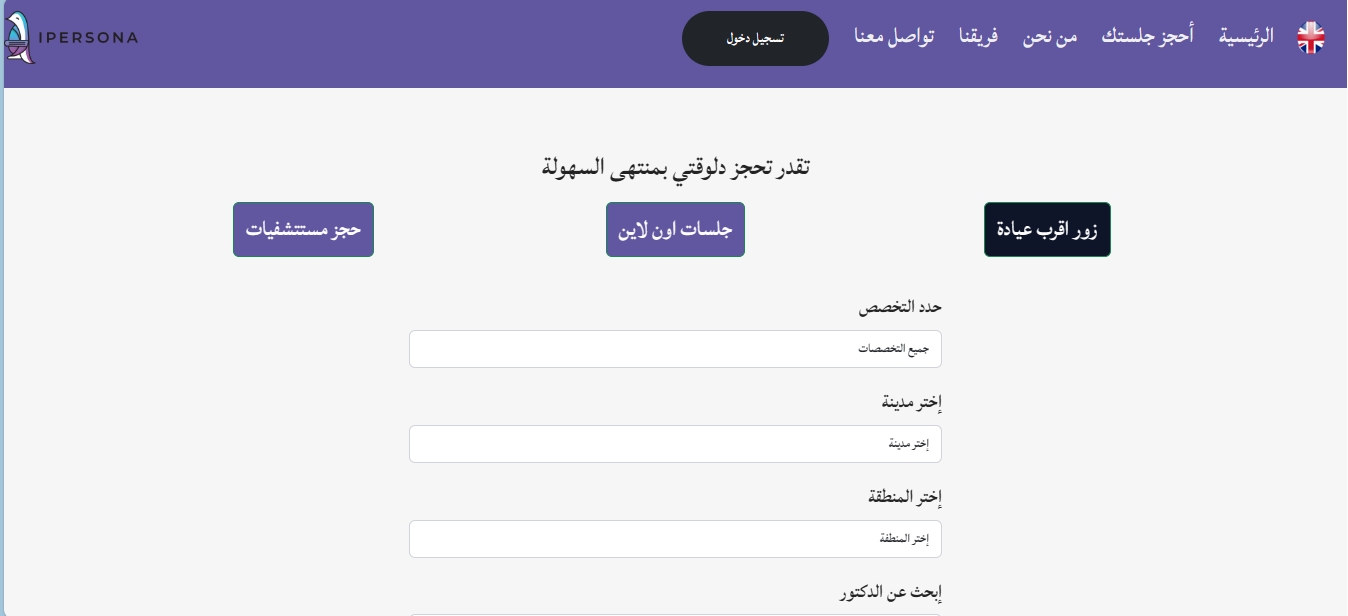 الرئيسية
أحجز جلستك
من نحن
فريقنا
تواصل معنا
تسجيل دخول
IPERSONA
تقدر تحجز دلوقتي بمنتهى السهولة
زور اقرب عيادة
جلسات اون لاين
حجز مستتشفيات
حدد التخصص
جميع التخصصات
إختر مدينة
إختر مدينة
إختر المنطقة
إختر المنطقة
إبحث عن الدكتور